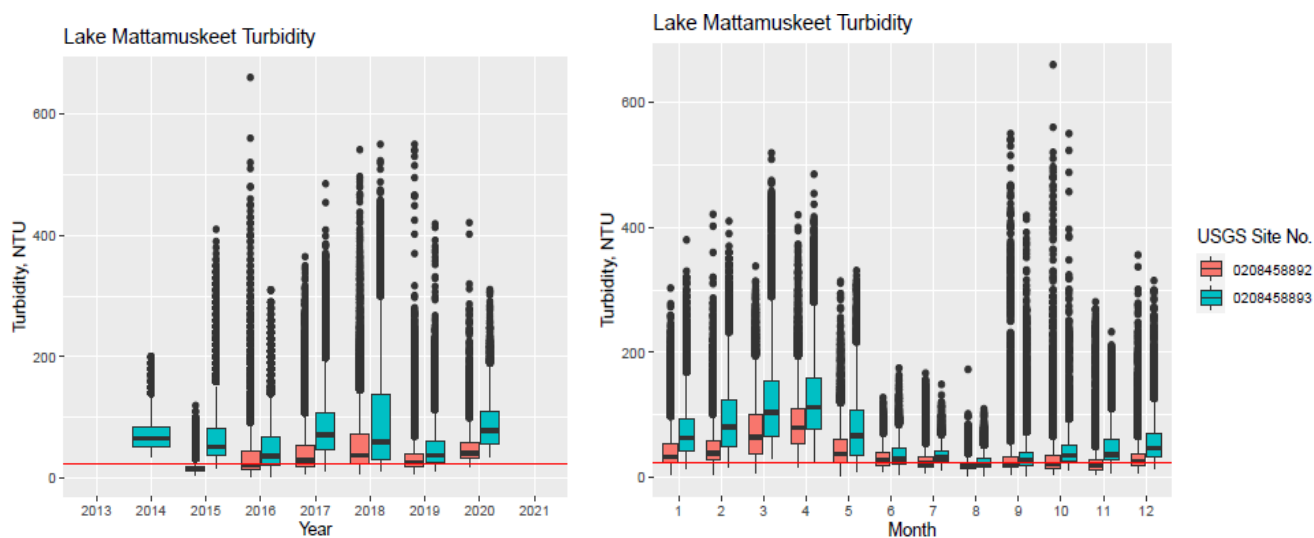 Lake Mattamuskeet Turbidity
Turbidity, NTU
600
400
200
0
2013 2014 2015 2016 2017 2018 2019 2020 2021
Year
Lake Mattamuskeet Turbidity
Turbidity, NTU
600
400
200
0
1 2 3 4 5 6 7 8 9 10 11 12
Month
USGS Site No.
0208458892
0208458893